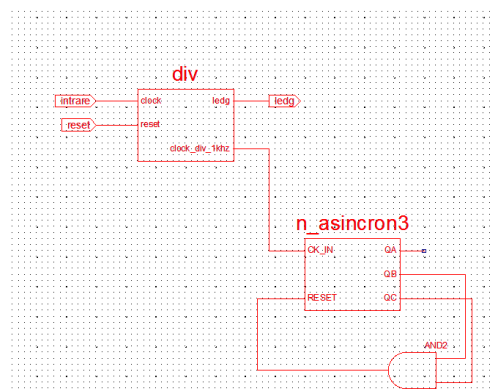 div
intrare
clock
ledg
ledg
reset
reset
clock_div_1khz
n_asincron3
CK_IN
QA
QB
RESET
QC
AND2